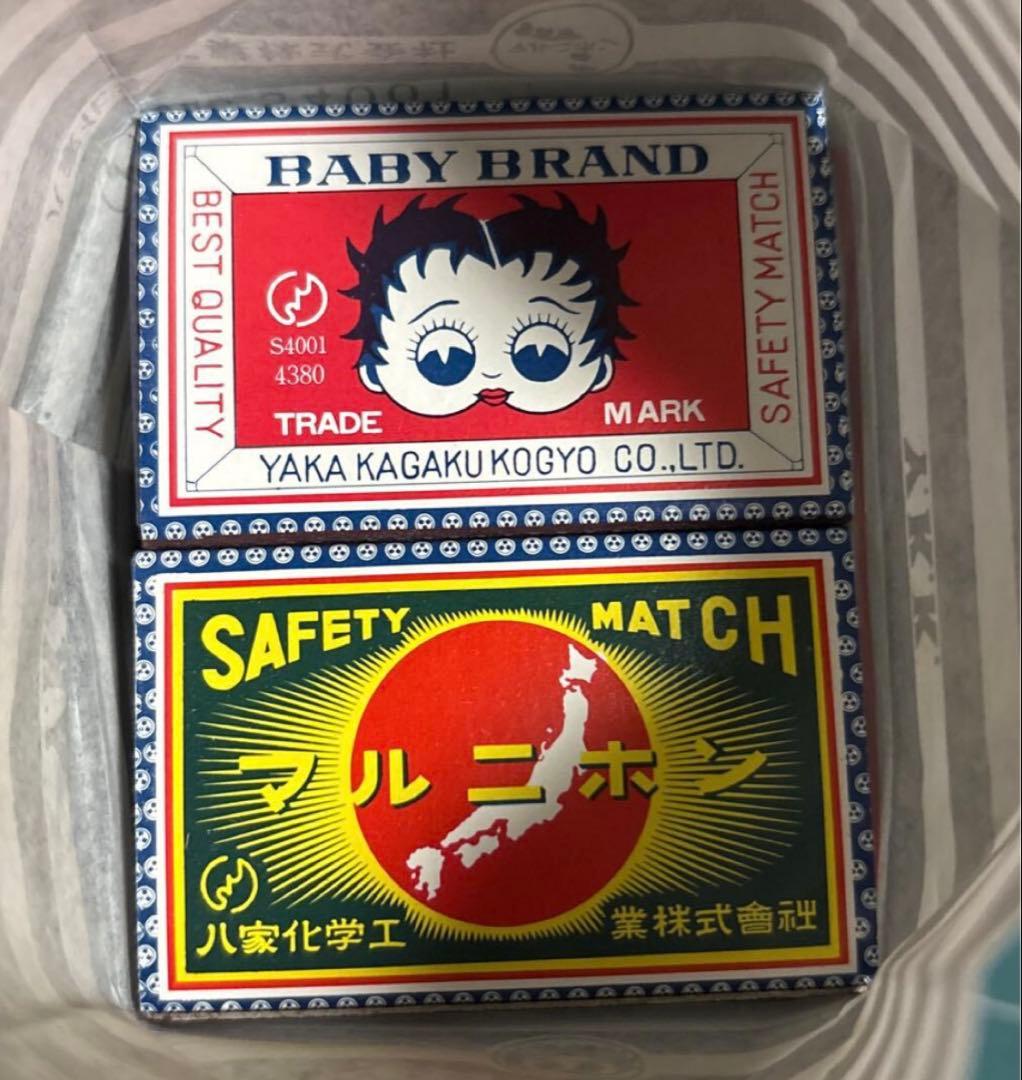 BABY BRAND
BEST QUALITY
SAFETY MATCH
S4001
4380
TRADE MARK
YAKA KAGAKU KOGYO CO.,LTD.
SAFETY MATCH
マルニホン
八家化学工業株式會社